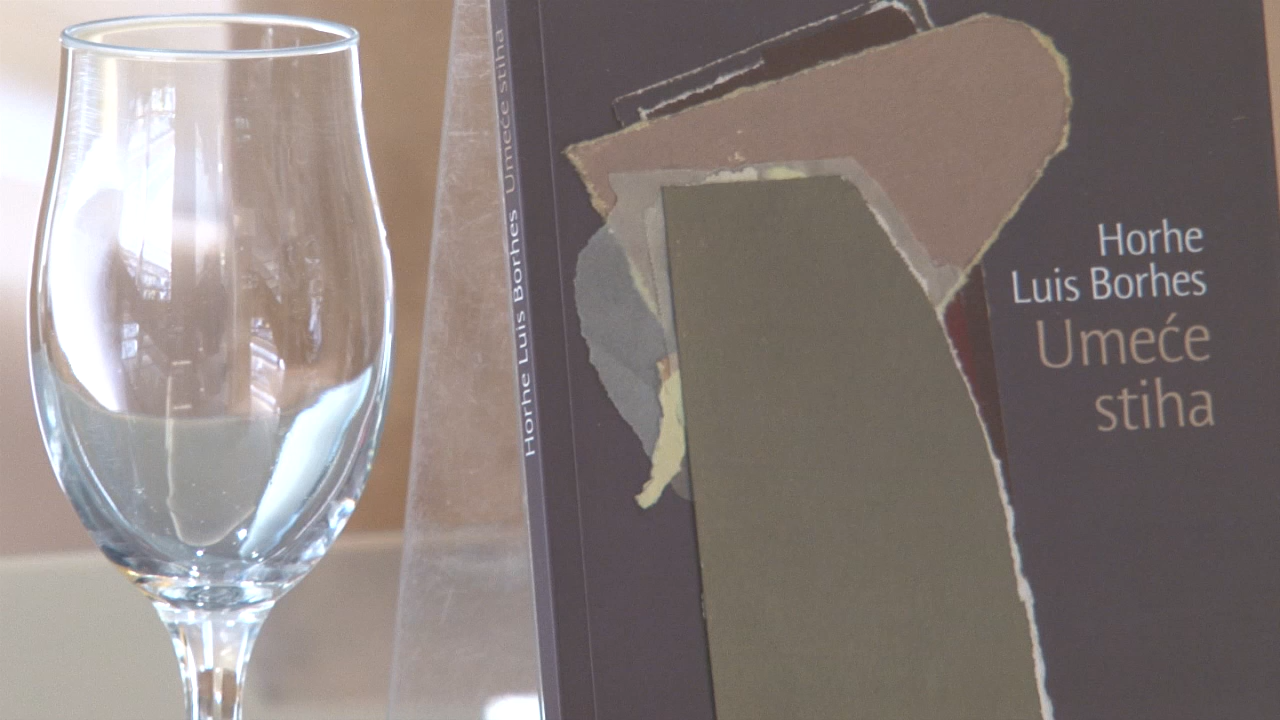 Horhe Luis Borhes Umeće stiha
Horhe
Luis Borhes
Umeće
stiha